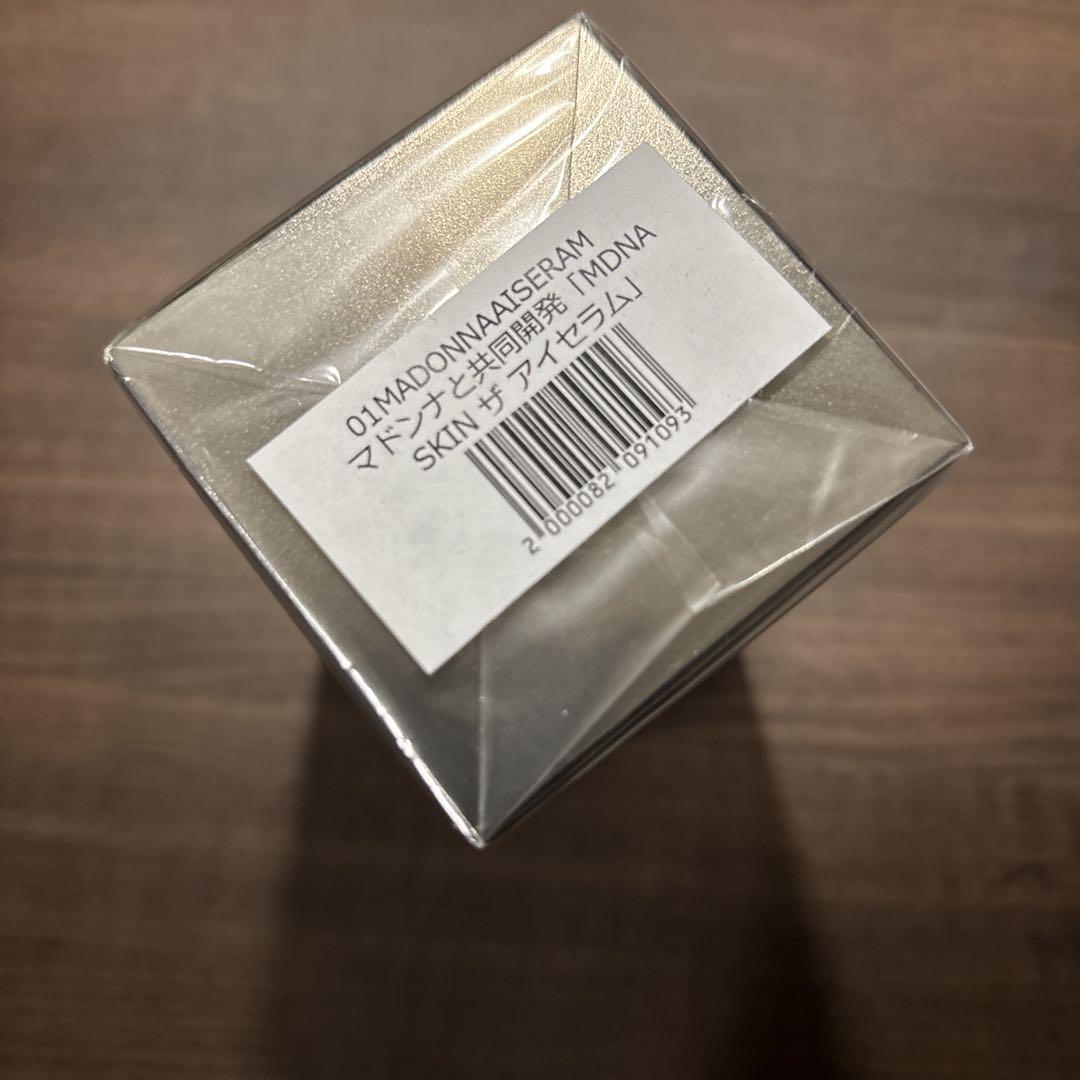 01MADONNAAISERAM
マドンナと共同開発「MDNA
SKIN ザ アイセラム」
2 000082 091093